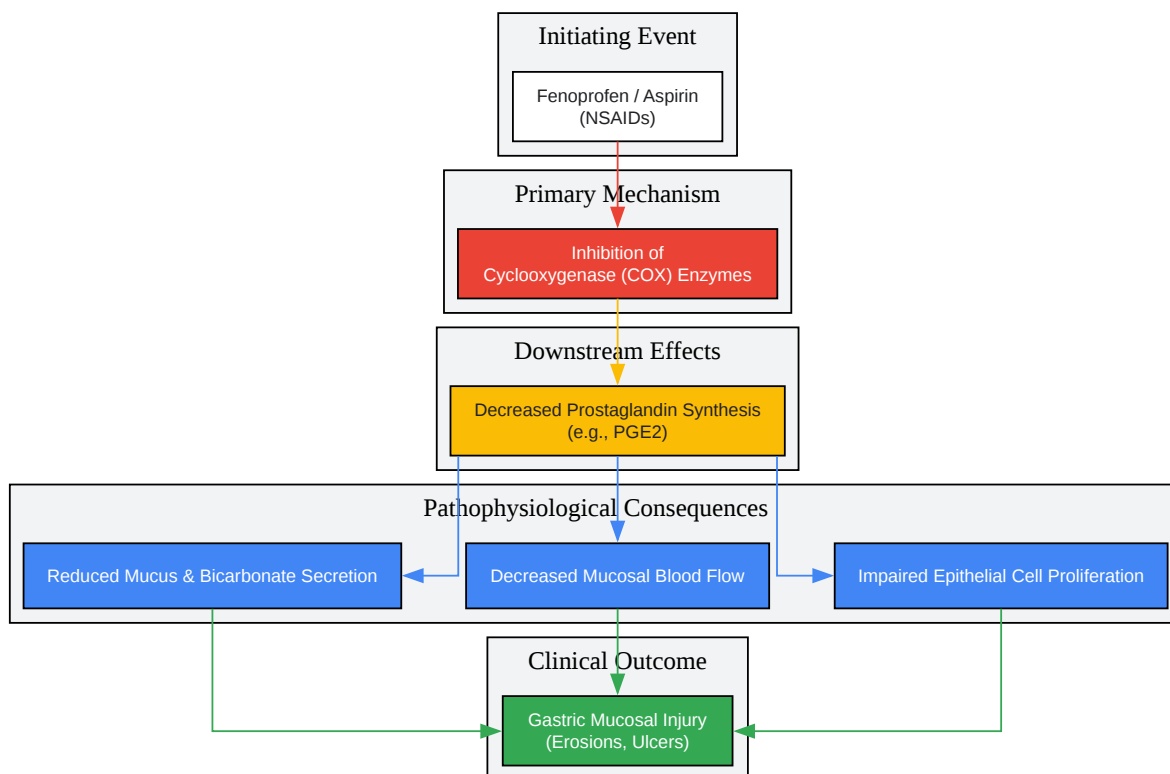 Initiating Event
Fenoprofen / Aspirin
(NSAIDs)
Primary Mechanism
Inhibition of
Cyclooxygenase (COX) Enzymes
Downstream Effects
Decreased Prostaglandin Synthesis
(e.g., PGE2)
Pathophysiological Consequences
Reduced Mucus & Bicarbonate Secretion
Decreased Mucosal Blood Flow
Impaired Epithelial Cell Proliferation
Clinical Outcome
Gastric Mucosal Injury
(Erosions, Ulcers)